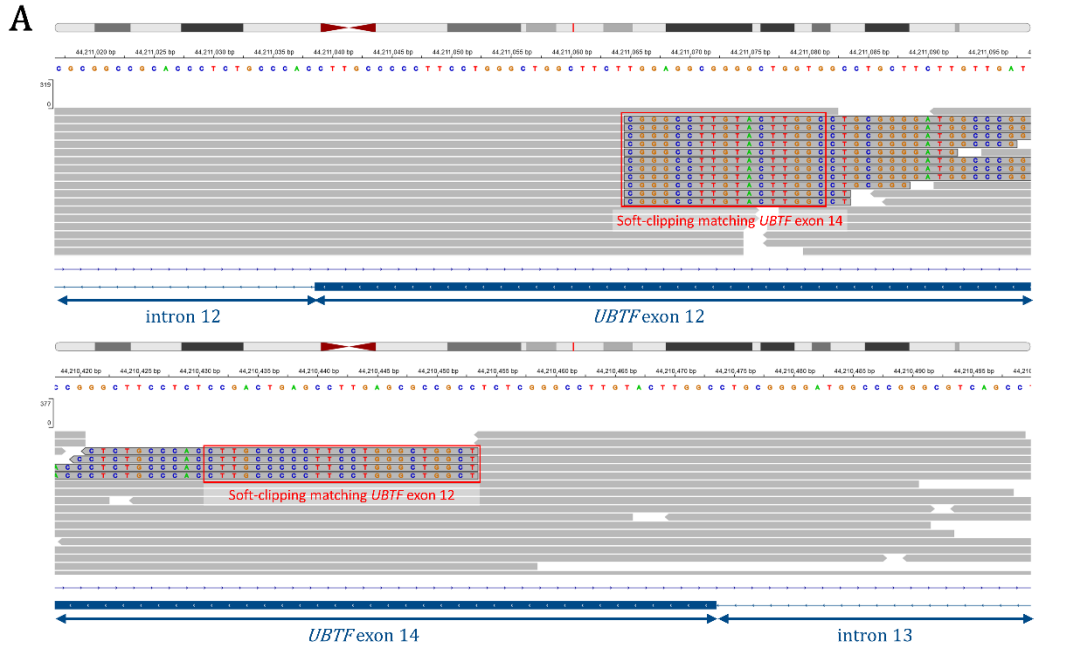 A
44,211,020 bp 44,211,025 bp 44,211,030 bp 44,211,035 bp 44,211,040 bp 44,211,045 bp 44,211,050 bp 44,211,055 bp 44,211,060 bp 44,211,065 bp 44,211,070 bp 44,211,075 bp 44,211,080 bp 44,211,085 bp 44,211,090 bp 44,211,095 bp 4
C G C G G C C G C A C C C T C T G C C C A C C T T G C C C C C T T C C T G G G C T G G C T T C T T G G A G G C G G G G C T G G T G G C C T G C T T C T T G T T G A T
319
0
C G G G C C T T G T A C T T G G C C T G C G G G G A T G G C C C G G
C G G G C C T T G T A C T T G G C C T G C G G G G A T G G C C C G G
C G G G C C T T G T A C T T G G C C T G C G G G G A T G G C C C G G
C G G G C C T T G T A C T T G G C C T G C G G G G A T G G C C C G
C G G G C C T T G T A C T T G G C C T G C G G G G A T G
C G G G C C T T G T A C T T G G C C T G C G G G G A T G G C C C G G
C G G G C C T T G T A C T T G G C C T G C G G G G A T G G C C C G G
C G G G C C T T G T A C T T G G C C T G C G G G G A T G G C C C G G
C G G G C C T T G T A C T T G G C C T G C G G G
C G G G C C T T G T A C T T G G C C T
C G G G C C T T G T A C T T G G C C T
Soft-clipping matching UBTF exon 14
intron 12
UBTF exon 12
44,210,420 bp 44,210,425 bp 44,210,430 bp 44,210,435 bp 44,210,440 bp 44,210,445 bp 44,210,450 bp 44,210,455 bp 44,210,460 bp 44,210,465 bp 44,210,470 bp 44,210,475 bp 44,210,480 bp 44,210,485 bp 44,210,490 bp 44,210,495 bp 44,210
C C G G G C T T C C T C T C C G A C T G A G C C T T G A G C G C C G C C T C T C G G G C C T T G T A C T T G G C C T G C G G G G A T G G C C C G G G C G T C A G C C
377
0
C T C T G C C C A C C T T G C C C C C T T C C T G G G C T G G C T
C C T C T G C C C A C C T T G C C C C C T T C C T G G G C T G G C T
A C C C T C T G C C C A C C T T G C C C C C T T C C T G G G C T G G C T
A C C C T C T G C C C A C C T T G C C C C C T T C C T G G G C T G G C T
Soft-clipping matching UBTF exon 12
UBTF exon 14
intron 13